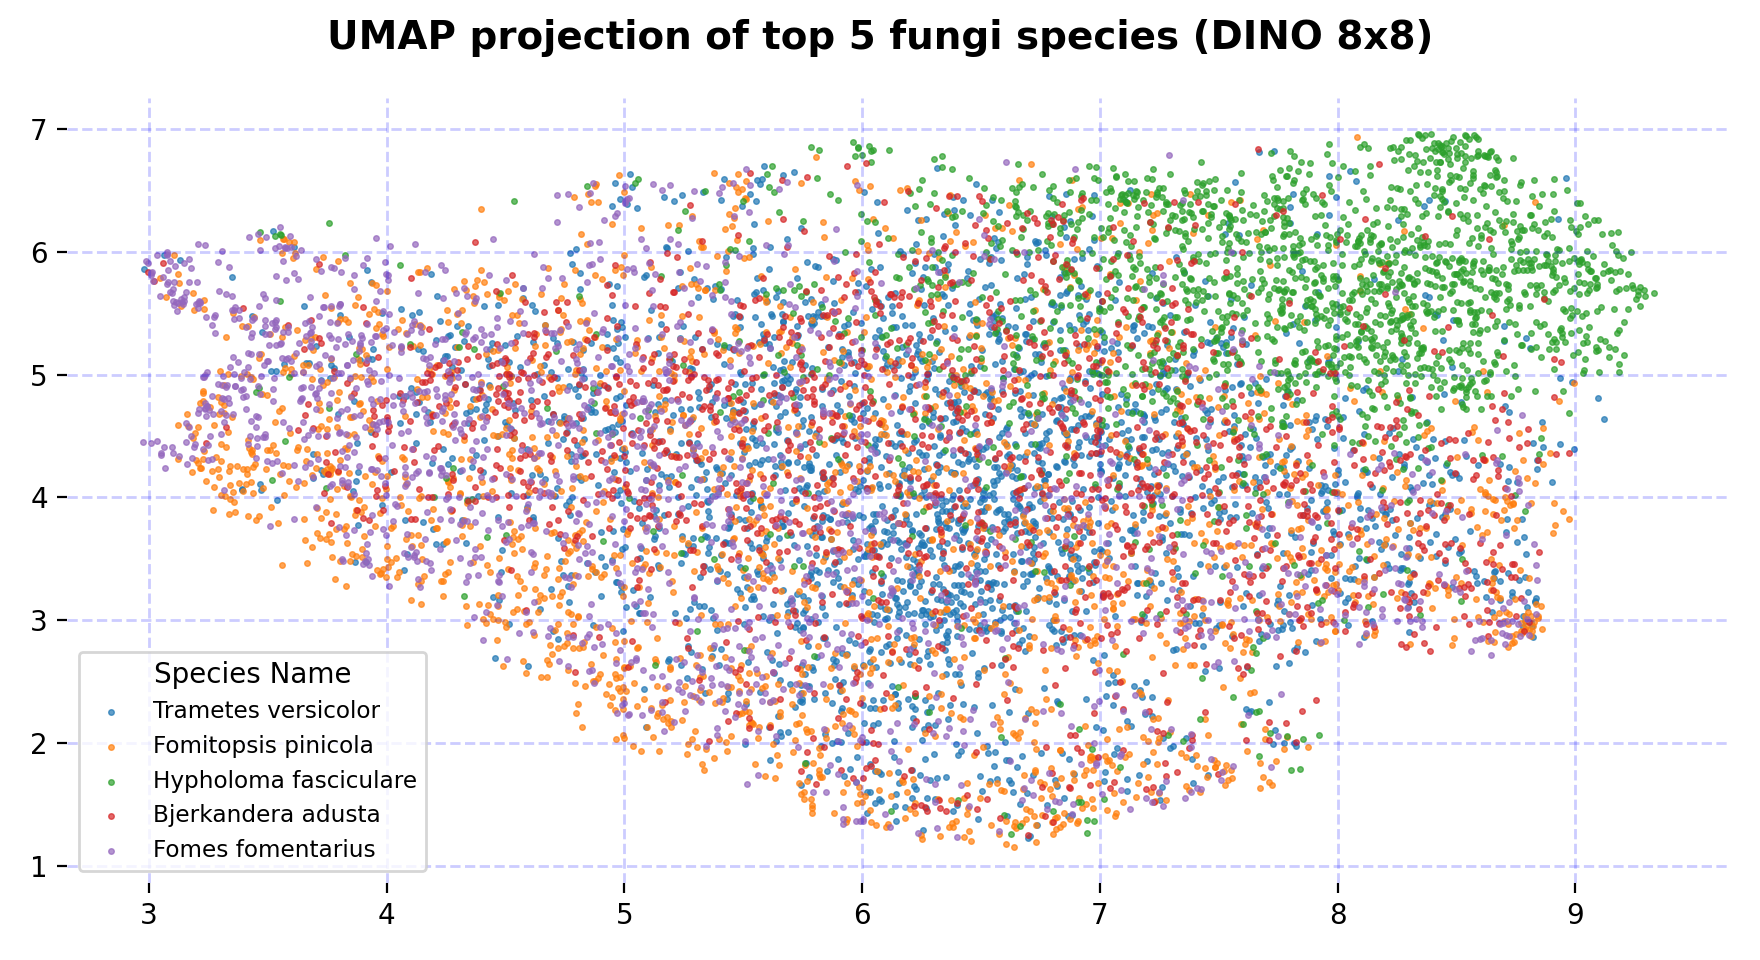 UMAP projection of top 5 fungi species (DINO 8x8)
7
6
5
4
3
2
1
Species Name
Trametes versicolor
Fomitopsis pinicola
Hypholoma fasciculare
Bjerkandera adusta
Fomes fomentarius
3 4 5 6 7 8 9